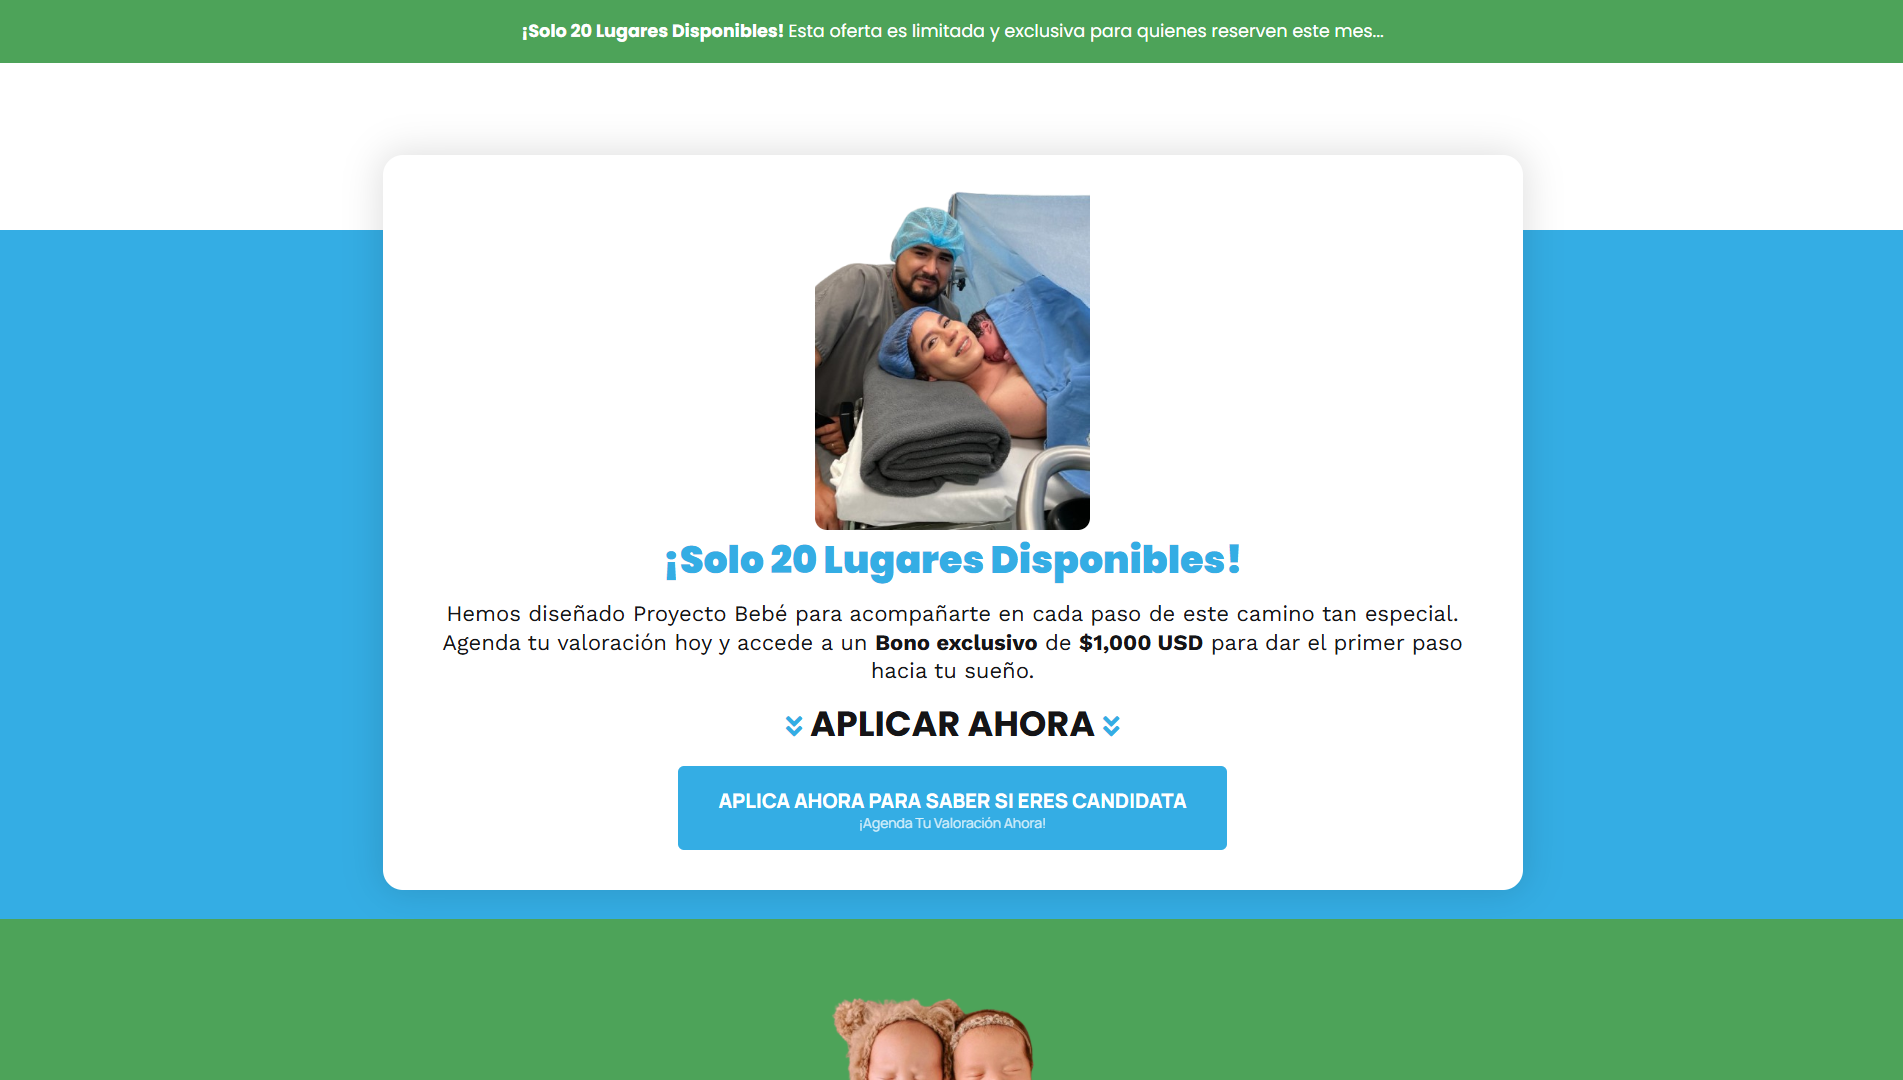 ¡Solo 20 Lugares Disponibles! Esta oferta es limitada y exclusiva para quienes reserven este mes...
¡Solo 20 Lugares Disponibles!
Hemos diseñado Proyecto Bebé para acompañarte en cada paso de este camino tan especial.
Agenda tu valoración hoy y accede a un Bono exclusivo de $1,000 USD para dar el primer paso
hacia tu sueño.
APLICAR AHORA
APLICA AHORA PARA SABER SI ERES CANDIDATA
¡Agenda Tu Valoración Ahora!